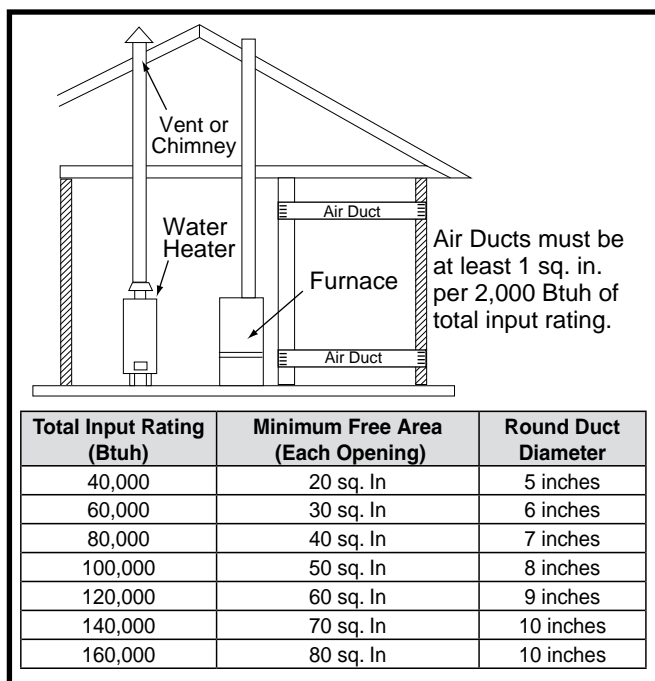 Vent or
Chimney
Air Duct
Water
Heater
Air Ducts must be
at least 1 sq. in.
per 2,000 Btuh of
total input rating.
Furnace
Air Duct
Total Input Rating (Btuh) Minimum Free Area (Each Opening) Round Duct Diameter
40,000 20 sq. In 5 inches
60,000 30 sq. In 6 inches
80,000 40 sq. In 7 inches
100,000 50 sq. In 8 inches
120,000 60 sq. In 9 inches
140,000 70 sq. In 10 inches
160,000 80 sq. In 10 inches